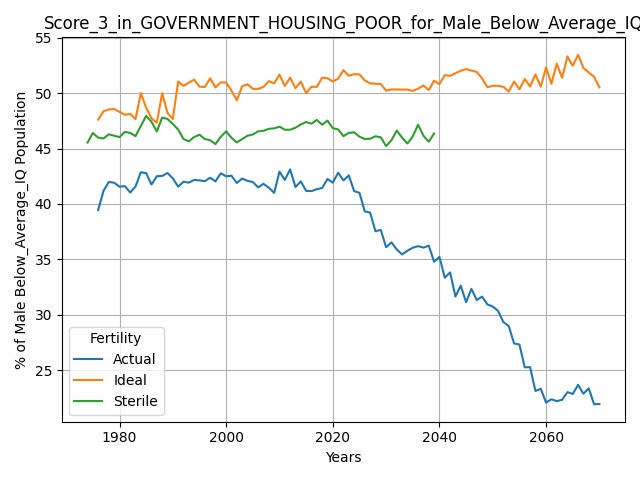 Score_3_in_GOVERNMENT_HOUSING_POOR_for_Male_Below_Average_IQ
55
50
45
40
35
30
25
% of Male Below_Average_IQ Population
Fertility
Actual
Ideal
Sterile
1980
2000
2020
2040
2060
Years